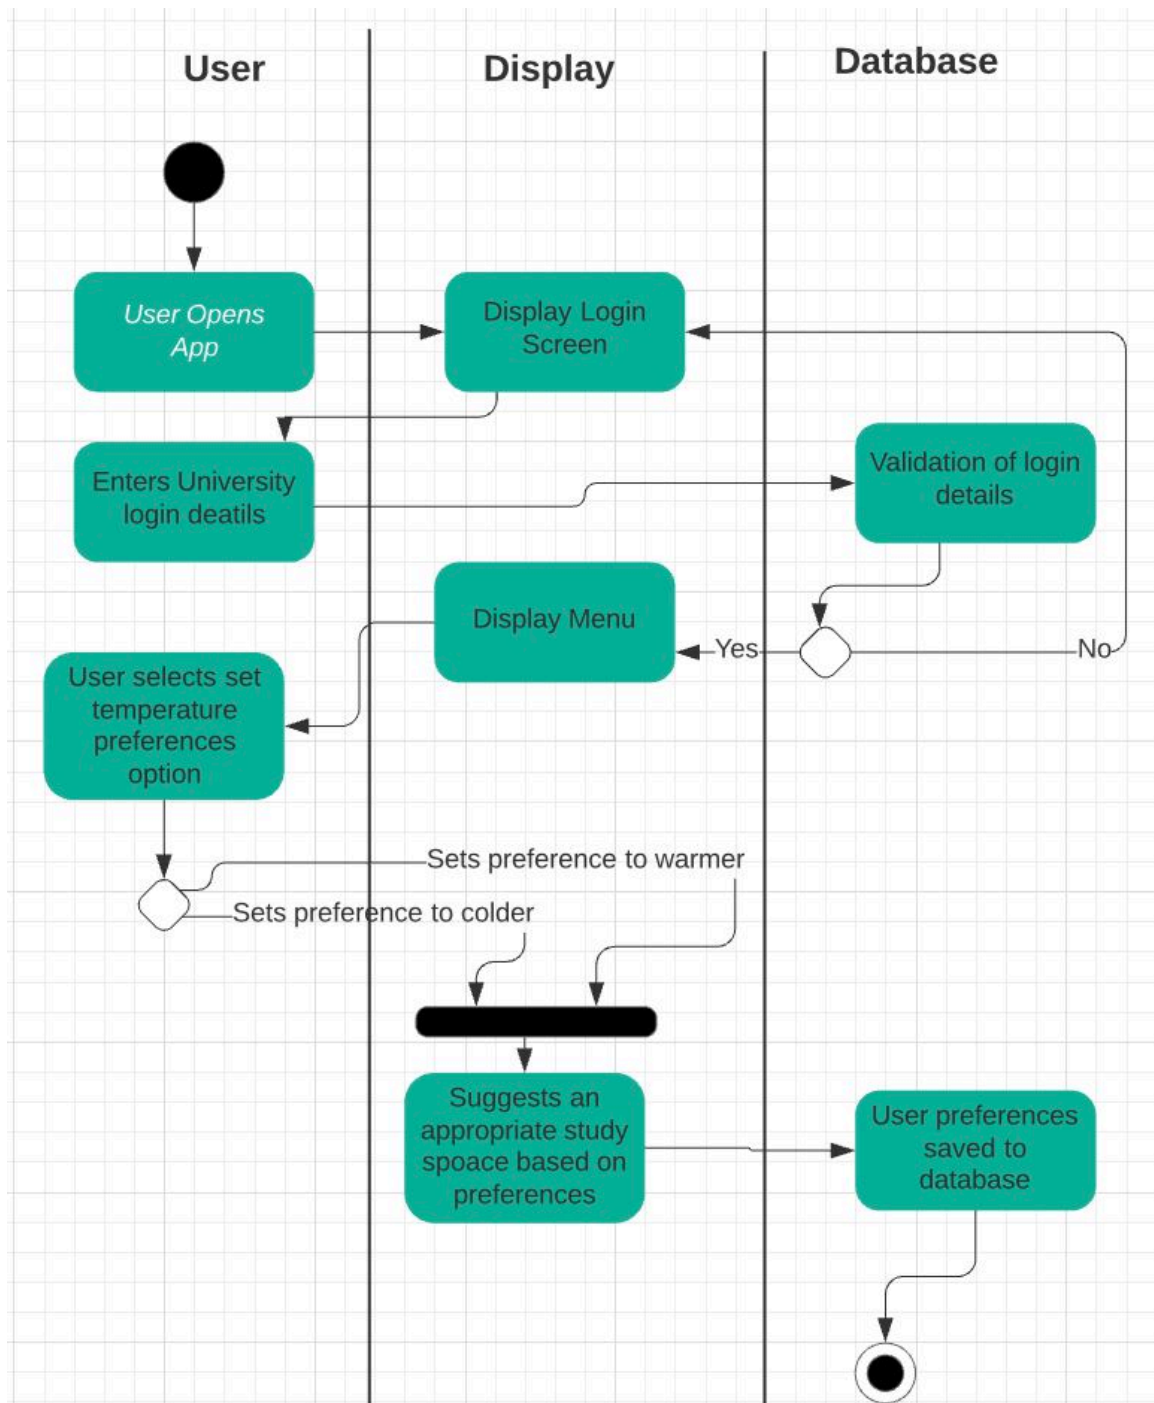 User
Display
Database
User Opens
App
Display Login
Screen
Enters University
login deatils
Validation of login
details
Display Menu
Yes
No
User selects set
temperature
preferences
option
Sets preference to warmer
Sets preference to colder
Suggests an
appropriate study
spoace based on
preferences
User preferences
saved to
database